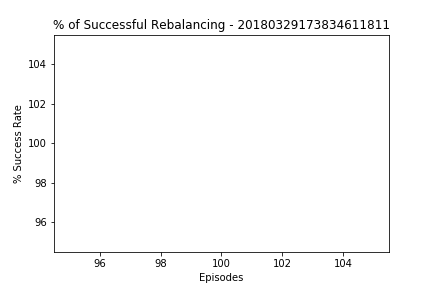 % of Successful Rebalancing - 20180329173834611811
104
102
100
98
96
% Success Rate
96 98 100 102 104
Episodes